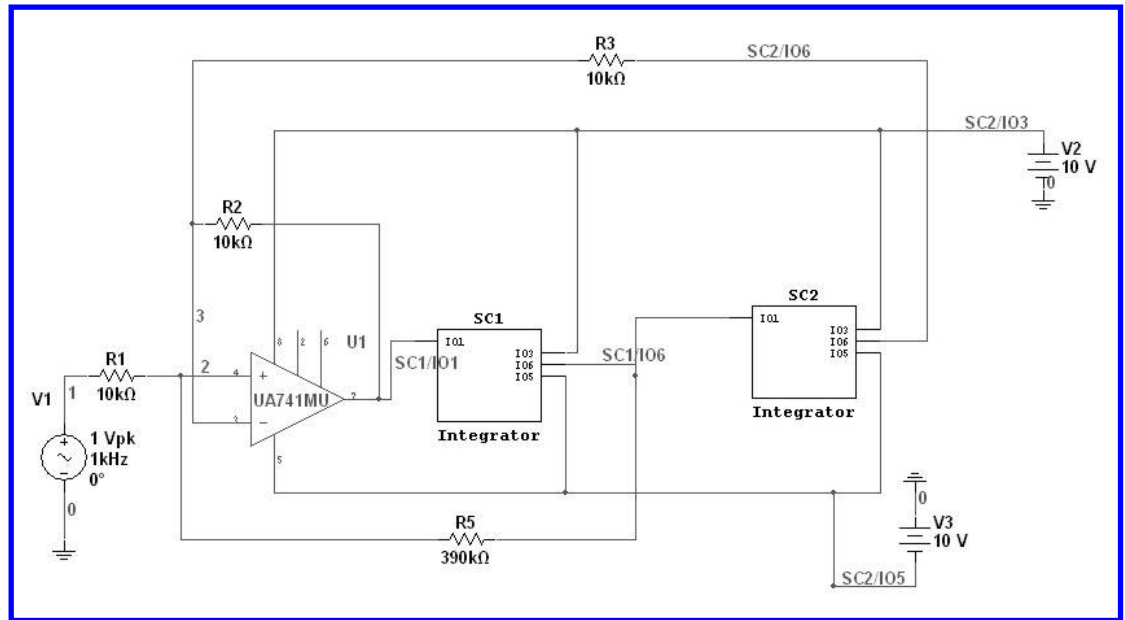 R3
SC2/IO6
10kΩ
SC2/IO3
V2
10 V
0
R2
10kΩ
SC2
IO1
IO3
IO6
IO5
Integrator
3
SC1
8
2
6
U1
IO1
IO3
IO6
IO5
Integrator
SC1/IO1
SC1/IO6
R1
2
4
+
UA741MU
7
10kΩ
3
−
5
V1
1
1 Vpk
1kHz
0°
0
R5
390kΩ
0
V3
10 V
SC2/IO5